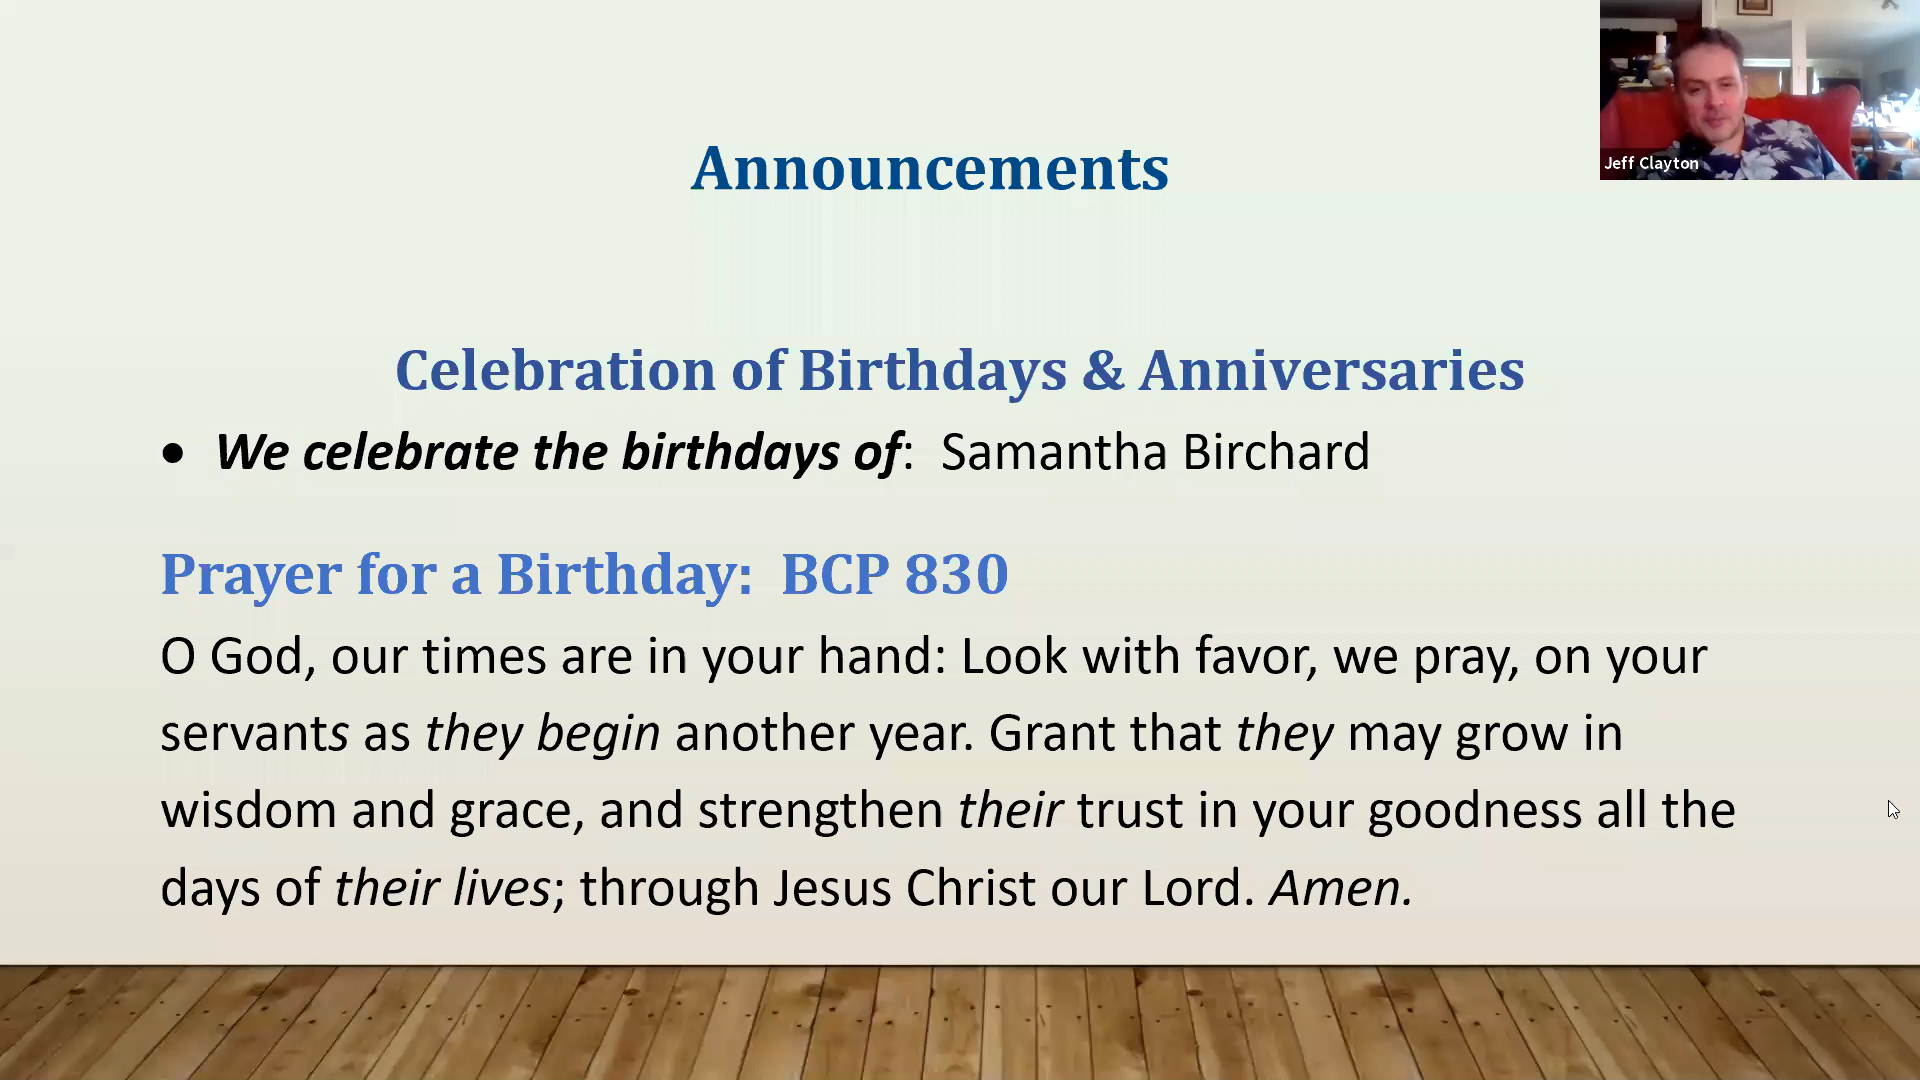 Announcements
Jeff Clayton
Celebration of Birthdays & Anniversaries
• We celebrate the birthdays of:  Samantha Birchard
Prayer for a Birthday:  BCP 830
O God, our times are in your hand: Look with favor, we pray, on your
servants as they begin another year. Grant that they may grow in
wisdom and grace, and strengthen their trust in your goodness all the
days of their lives; through Jesus Christ our Lord. Amen.